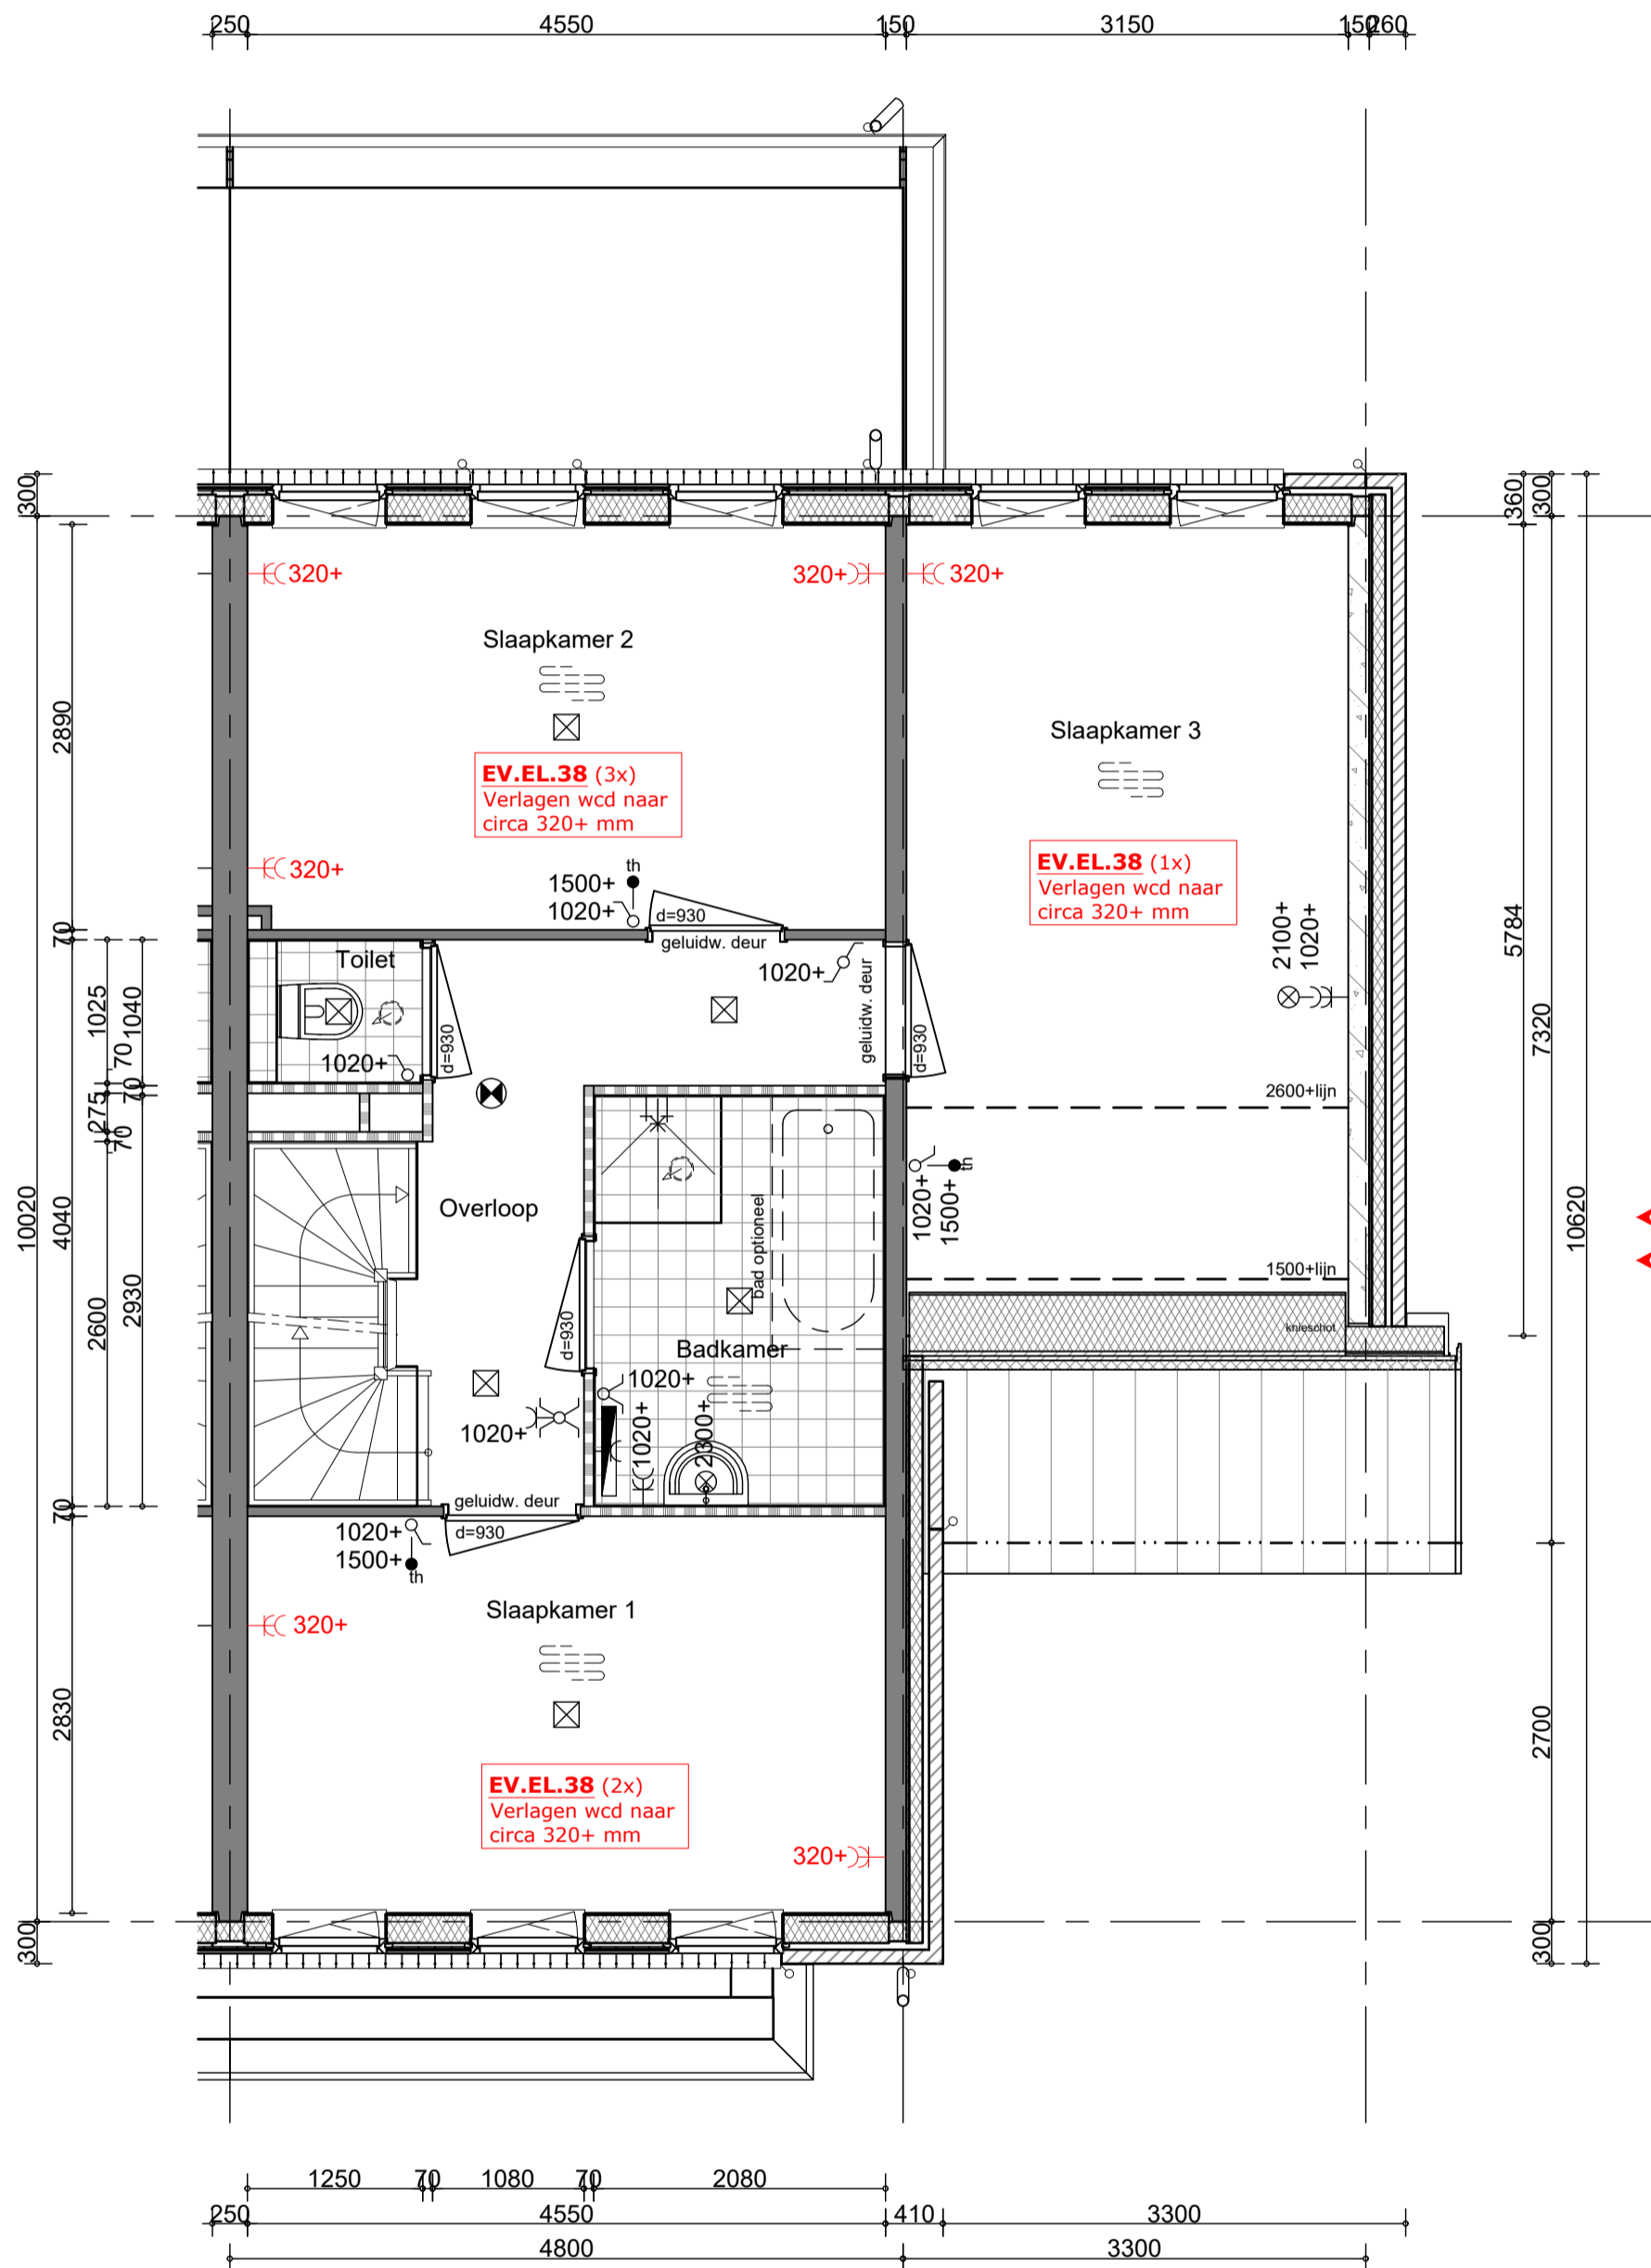 250 4550 150 3150 150 260
300
360 300
320+ 320+ 320+
Slaapkamer 2
2890
Slaapkamer 3
EV.EL.38 (3x)
Verlagen wcd naar
circa 320+ mm
EV.EL.38 (1x)
Verlagen wcd naar
circa 320+ mm
320+
th
1500+
1020+
d=930
geluidw. deur
70
Toilet
1020+
geluidw. deur
d=930
d=930
1020+
2100+
1020+
5784
7320
1025
1040
70
70
275
70
2600+lijn
1020+
1500+
th
10020
4040
2600
2930
Overloop
bad optioneel
10620
1500+lijn
knieschot
d=930
Badkamer
1020+
1020+
1020+
2300+
70
geluidw. deur
d=930
1020+
1500+
th
Slaapkamer 1
320+
2830
2700
EV.EL.38 (2x)
Verlagen wcd naar
circa 320+ mm
320+
300
300
1250 70 1080 70 2080
250 4550 410 3300
4800 3300